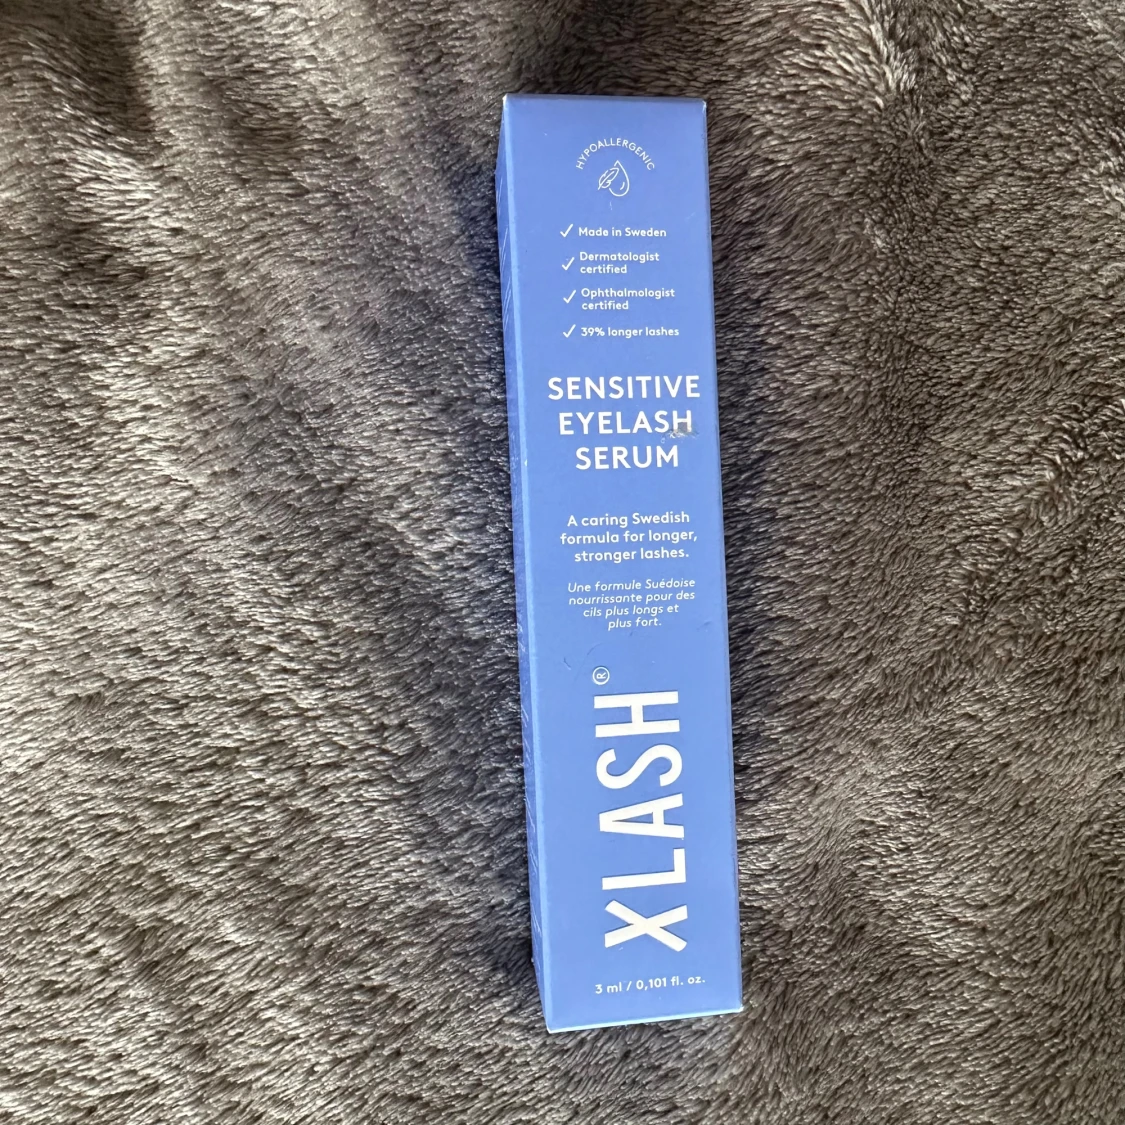 HYPOALLERGENIC
Made in Sweden
Dermatologist
certified
Ophthalmologist
certified
39% longer lashes
SENSITIVE
EYELASH
SERUM
A caring Swedish
formula for longer,
stronger lashes.
Une formule Suédoise
nourrissante pour des
cils plus longs et
plus fort.
XLASH®
3 ml / 0,101 fl. oz.